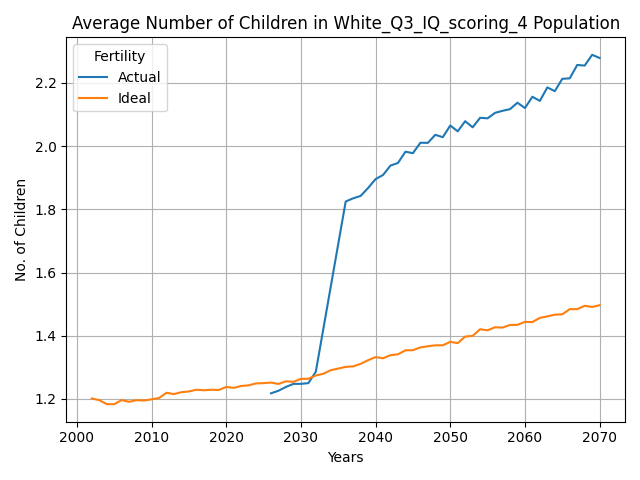 Average Number of Children in White_Q3_IQ_scoring_4 Population
Fertility
Actual
Ideal
No. of Children
2.2
2.0
1.8
1.6
1.4
1.2
2000 2010 2020 2030 2040 2050 2060 2070
Years